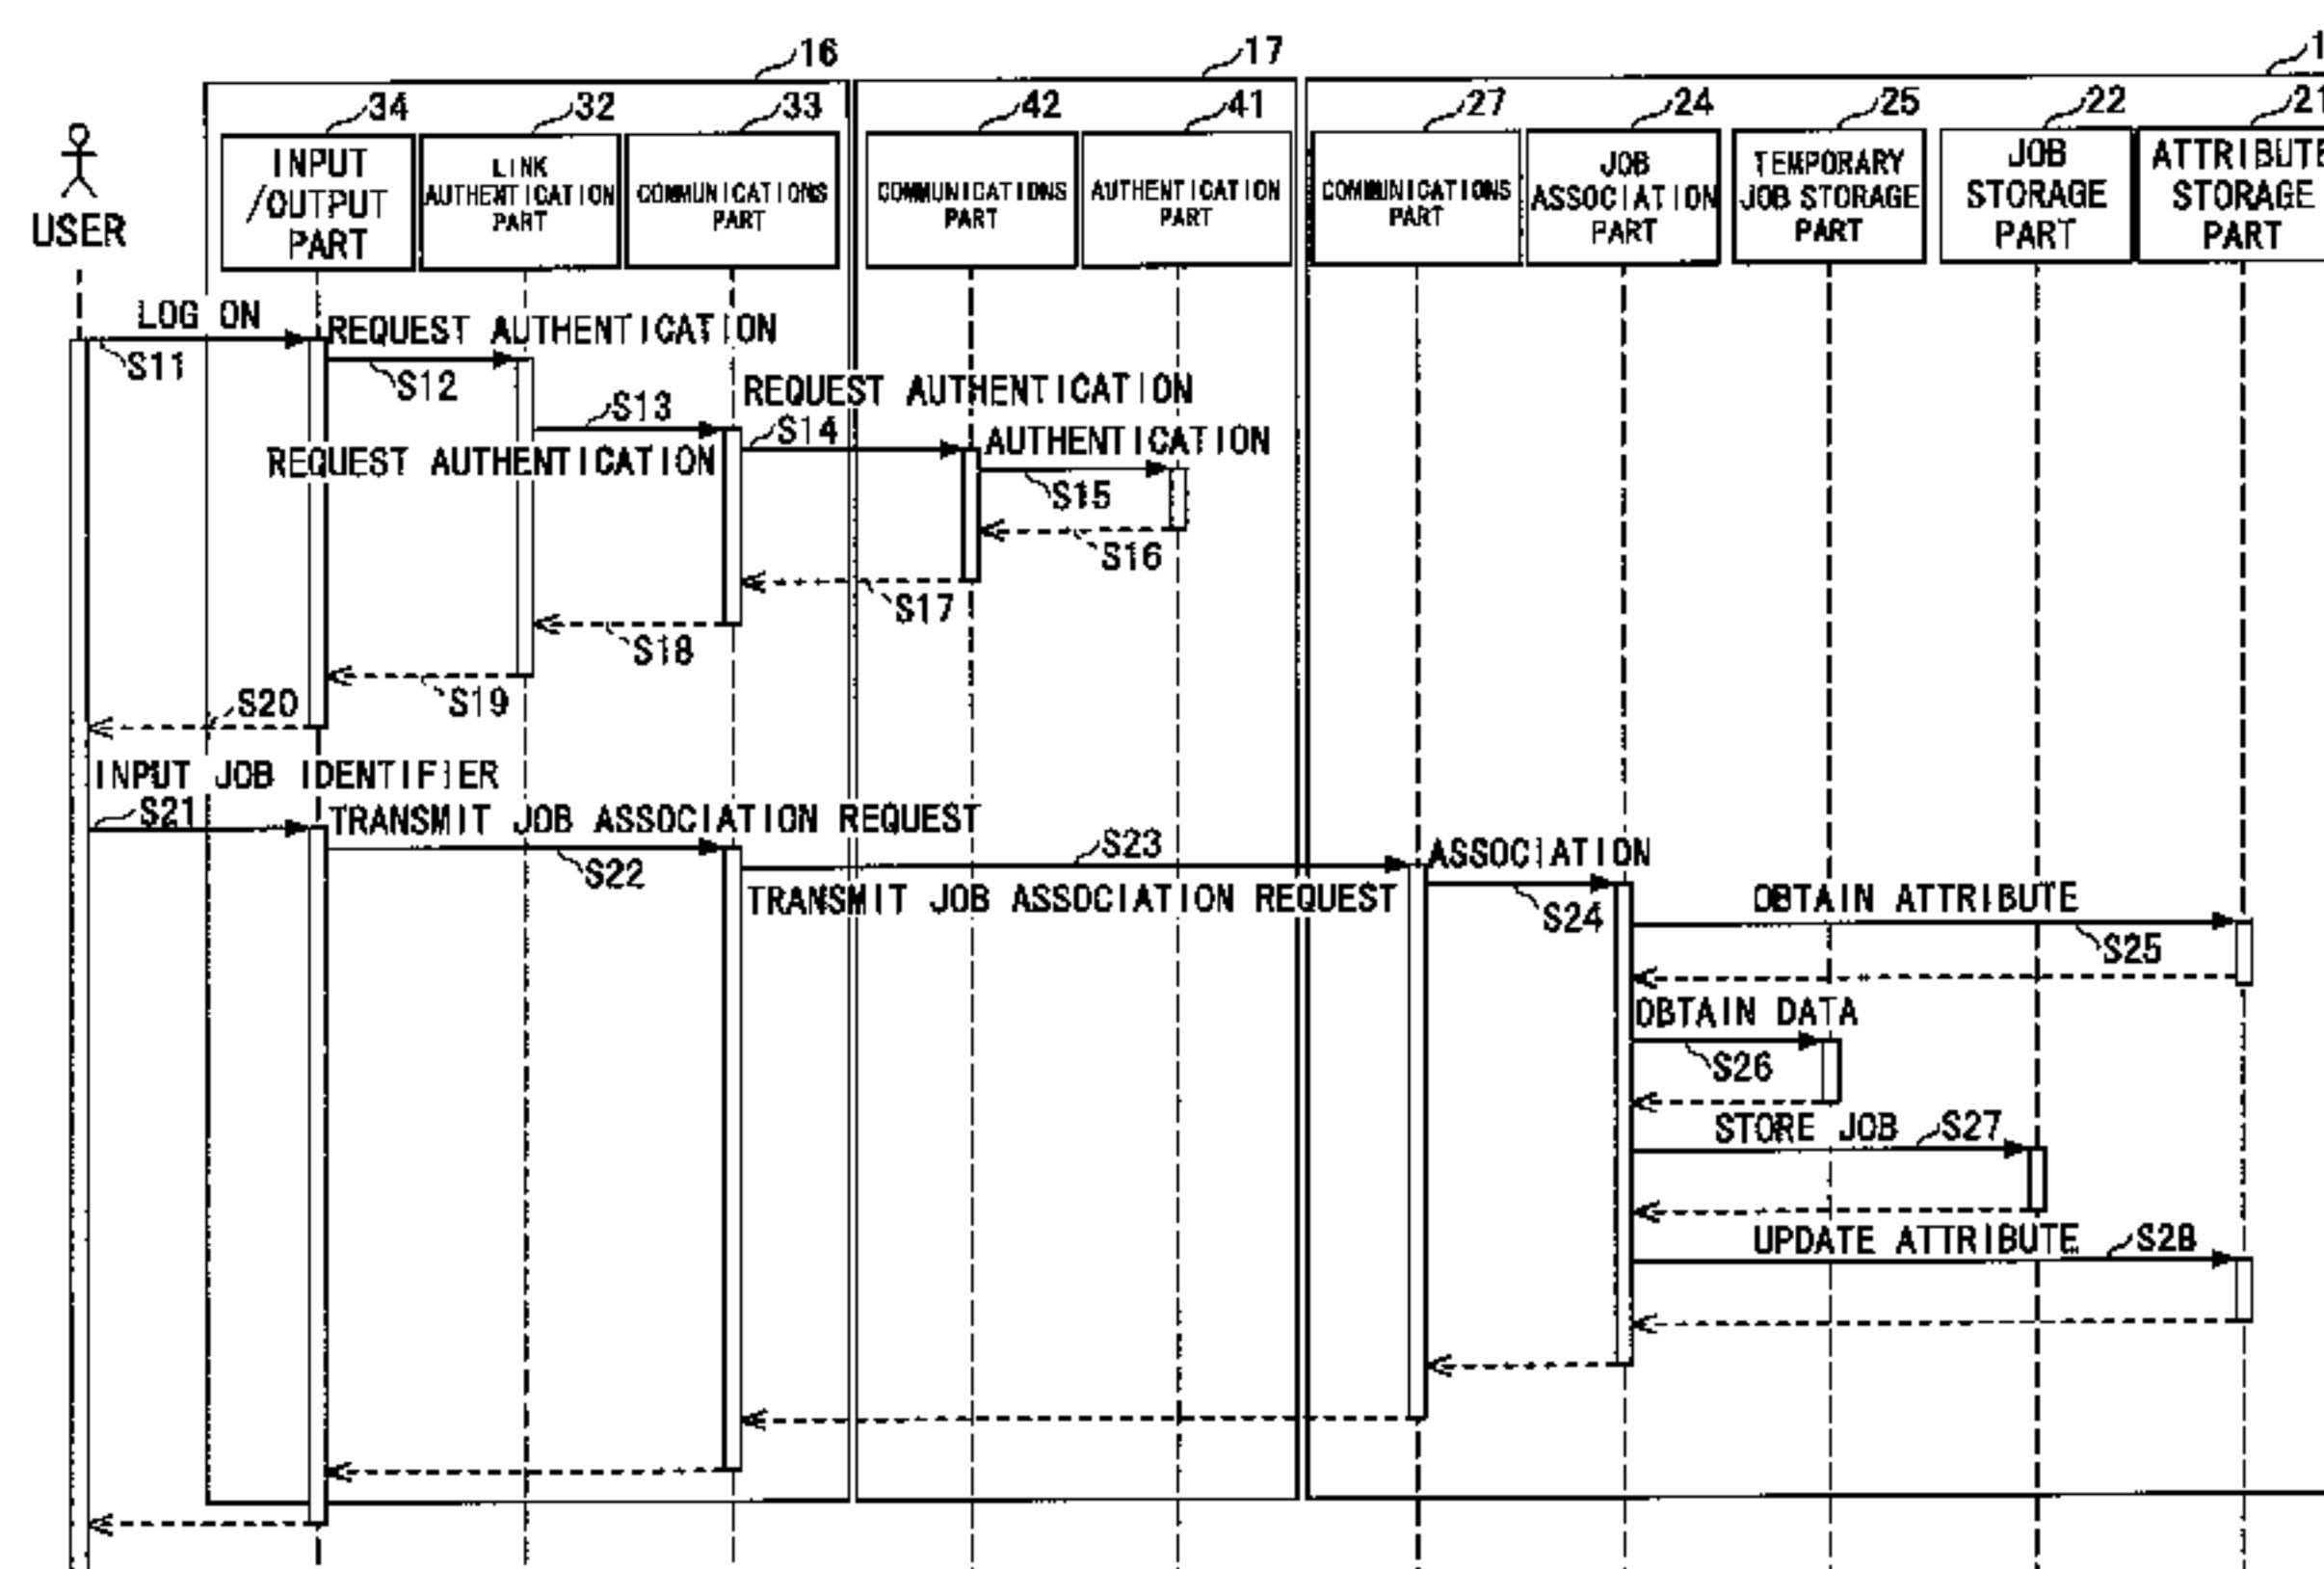 16
17
34
32
33
42
41
27
24
25
22
21
USER
INPUT
/OUTPUT
PART
LINK
AUTHENTICATION
PART
COMMUNICATIONS
PART
COMMUNICATIONS
PART
AUTHENTICATION
PART
COMMUNICATIONS
PART
JOB
ASSOCIATION
PART
TEMPORARY
JOB STORAGE
PART
JOB
STORAGE
PART
ATTRIBUTE
STORAGE
PART
LOG ON
S11
REQUEST AUTHENTICATION
S12
S13
REQUEST AUTHENTICATION
REQUEST AUTHENTICATION
S14
AUTHENTICATION
S15
S16
S17
S18
S19
S20
INPUT JOB IDENTIFIER
S21
TRANSMIT JOB ASSOCIATION REQUEST
S22
S23
TRANSMIT JOB ASSOCIATION REQUEST
ASSOCIATION
S24
OBTAIN ATTRIBUTE
S25
OBTAIN DATA
S26
STORE JOB
S27
UPDATE ATTRIBUTE
S28